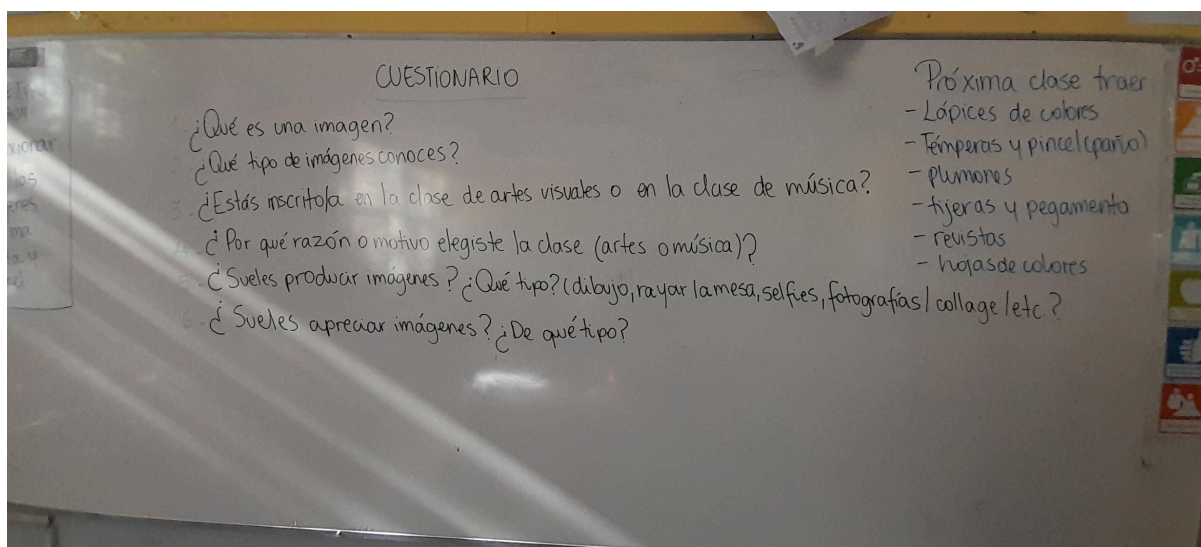 CUESTIONARIO
¿Qué es una imagen?
¿Qué tipo de imágenes conoces?
3. ¿Estás inscrito/a en la clase de artes visuales o en la clase de música?
4. ¿Por qué razón o motivo elegiste la clase (artes o música)?
¿Sueles producir imágenes? ¿Qué tipo? (dibujo, rayar la mesa, selfies, fotografías/ collage/etc.?
6. ¿Sueles apreciar imágenes? ¿De qué tipo?
Próxima clase traer
- Lápices de colores
- Témperas y pincel (paño)
- plumones
- tijeras y pegamento
- revistas
- hojas de colores